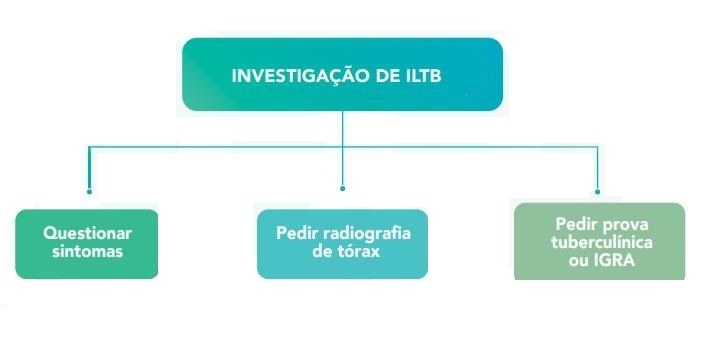 INVESTIGAÇÃO DE ILTB
Questionar
sintomas
Pedir radiografia
de tórax
Pedir prova
tuberculínica
ou IGRA